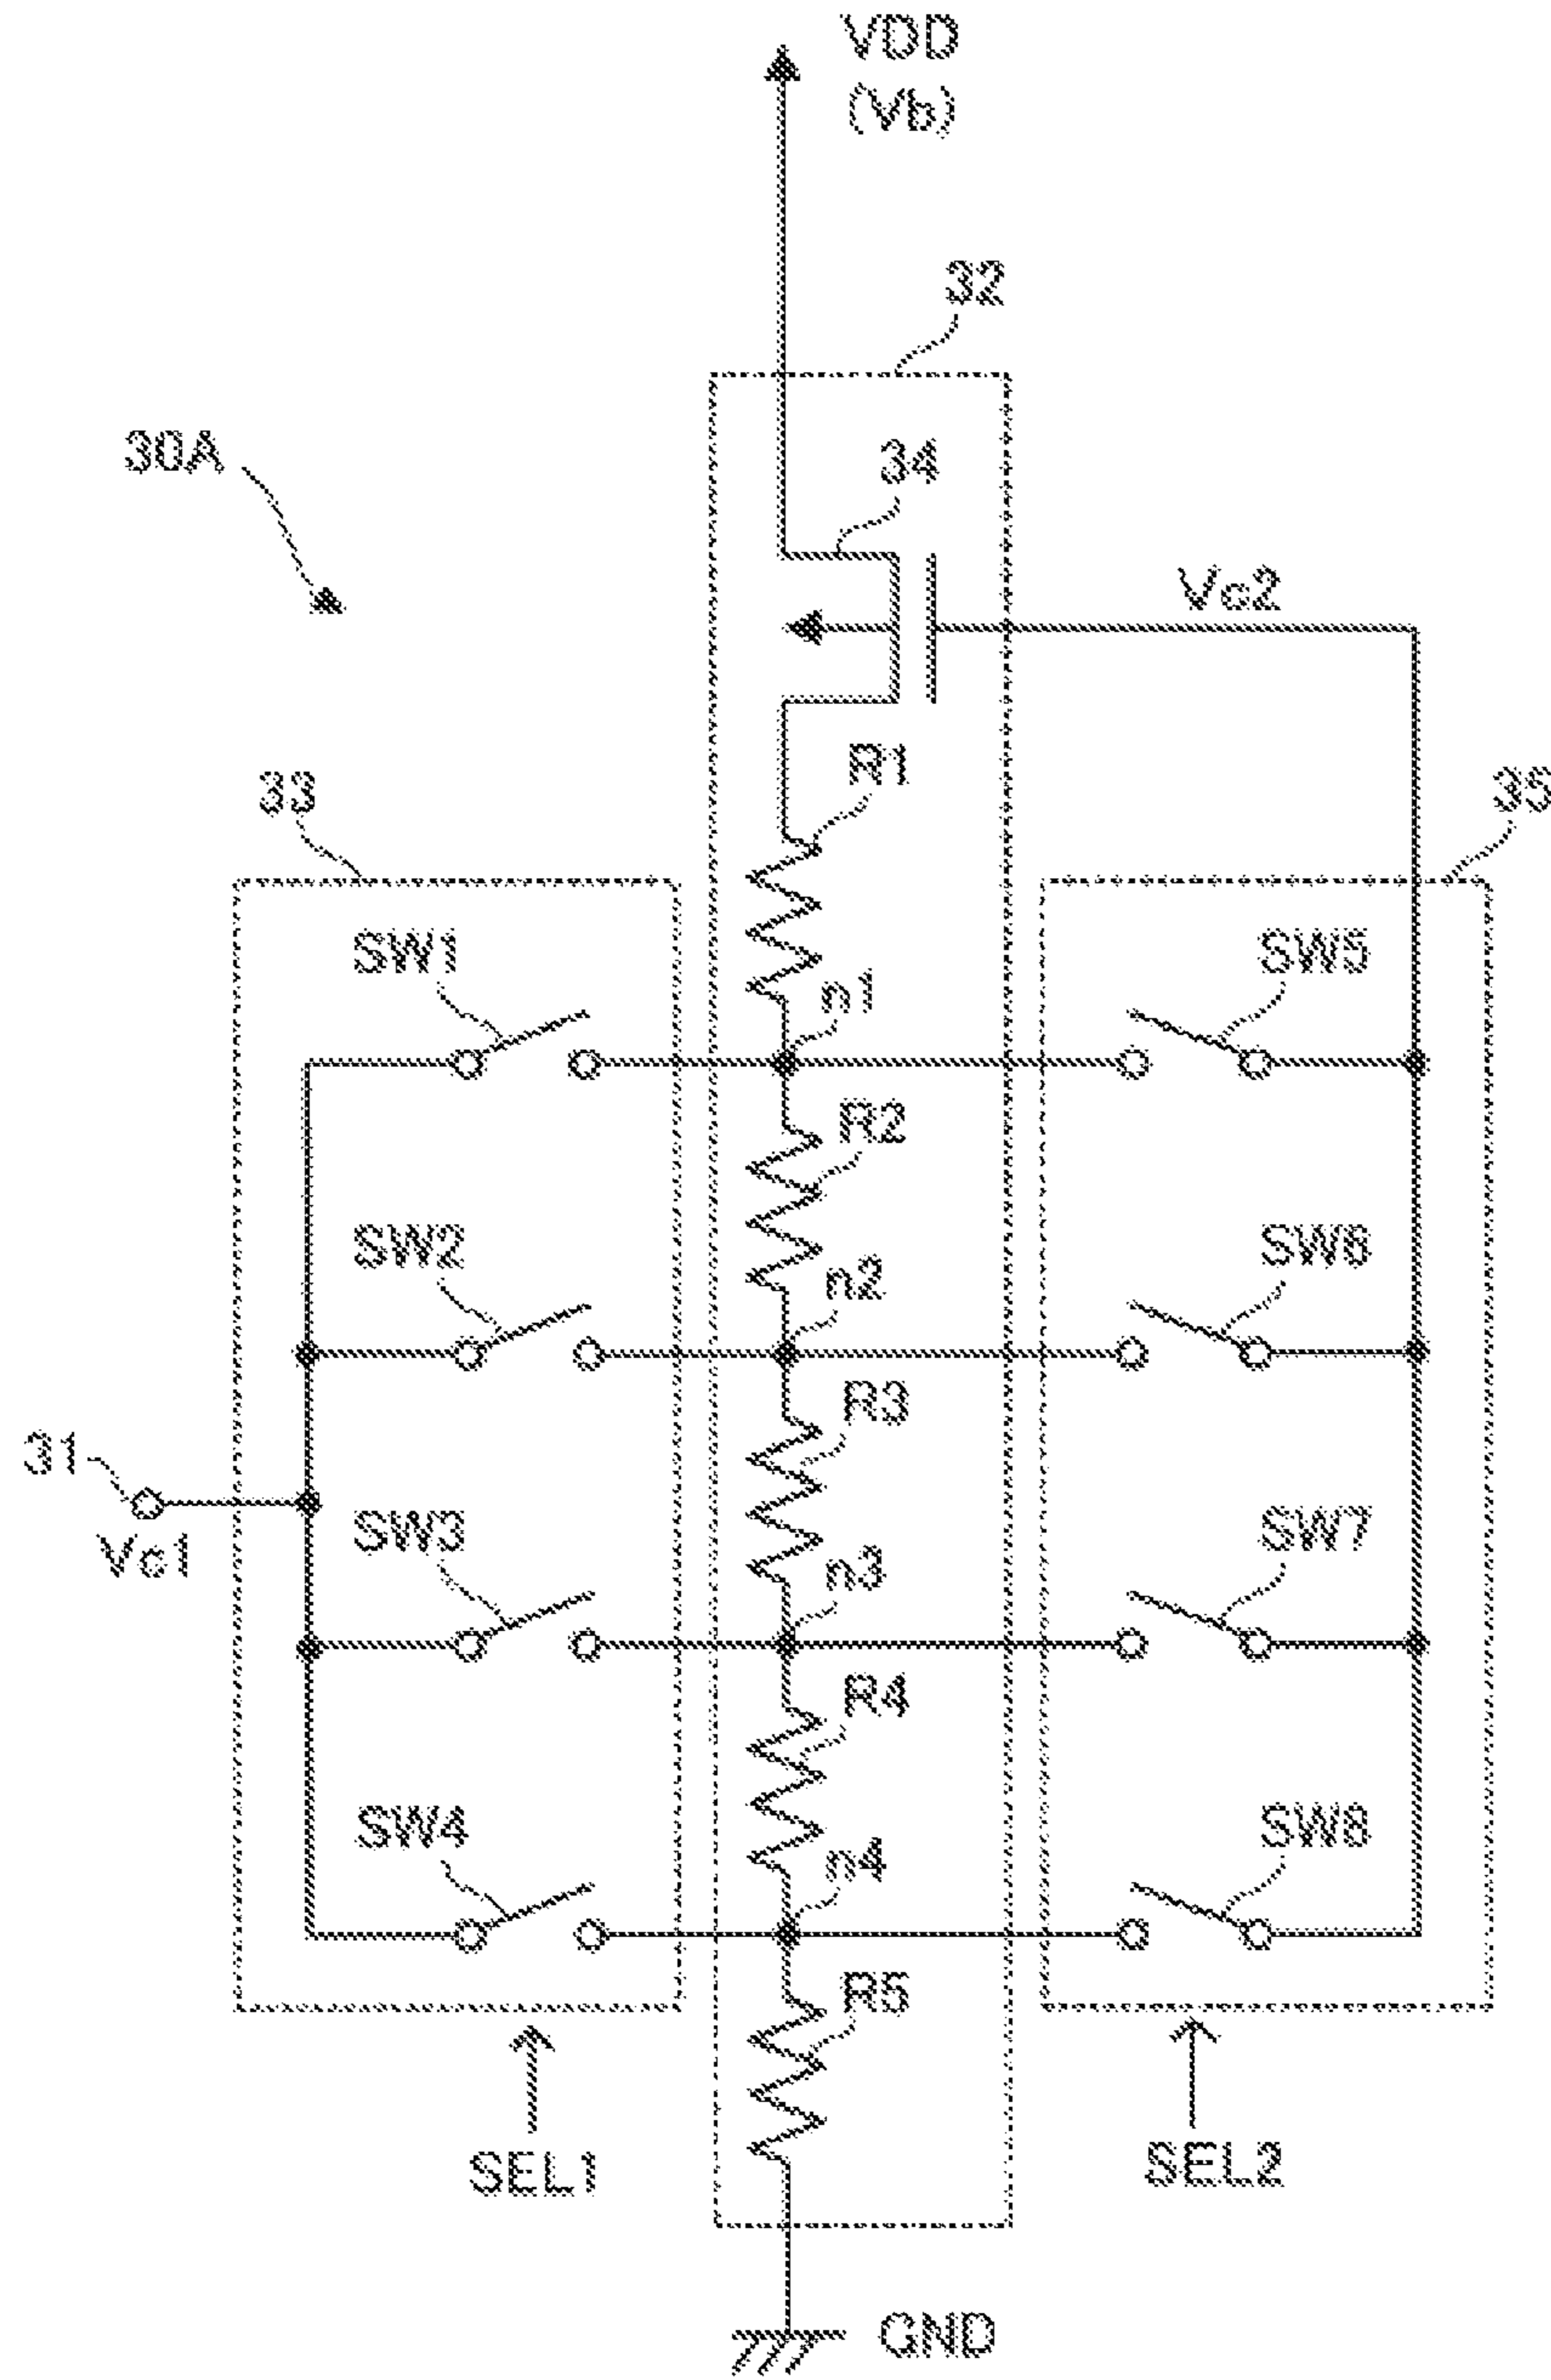 VDD
(Vb)
32
30A
34
Vc2
R1
33
35
SW1
SW5
n1
R2
SW2
SW6
n2
R3
31
Vc1
SW3
SW7
n3
R4
SW4
SW8
n4
R5
SEL1
SEL2
GND